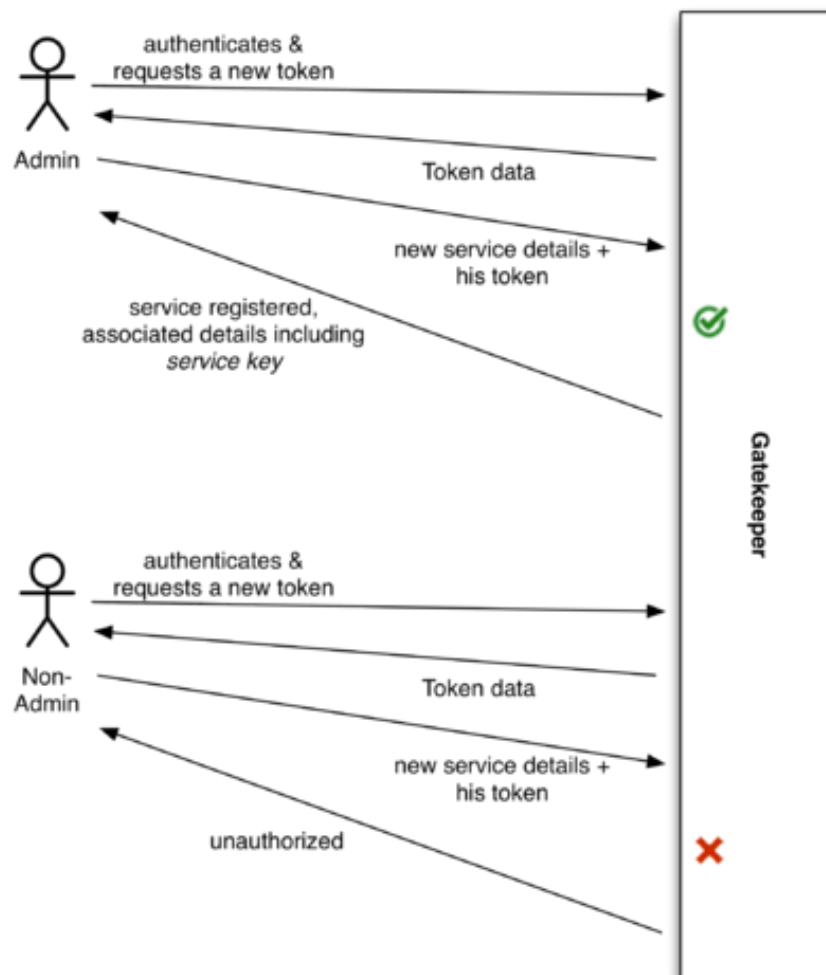 authenticates &
requests a new token
Admin
Token data
new service details +
his token
service registered,
associated details including
service key
Gatekeeper
authenticates &
requests a new token
Non-
Admin
Token data
new service details +
his token
unauthorized